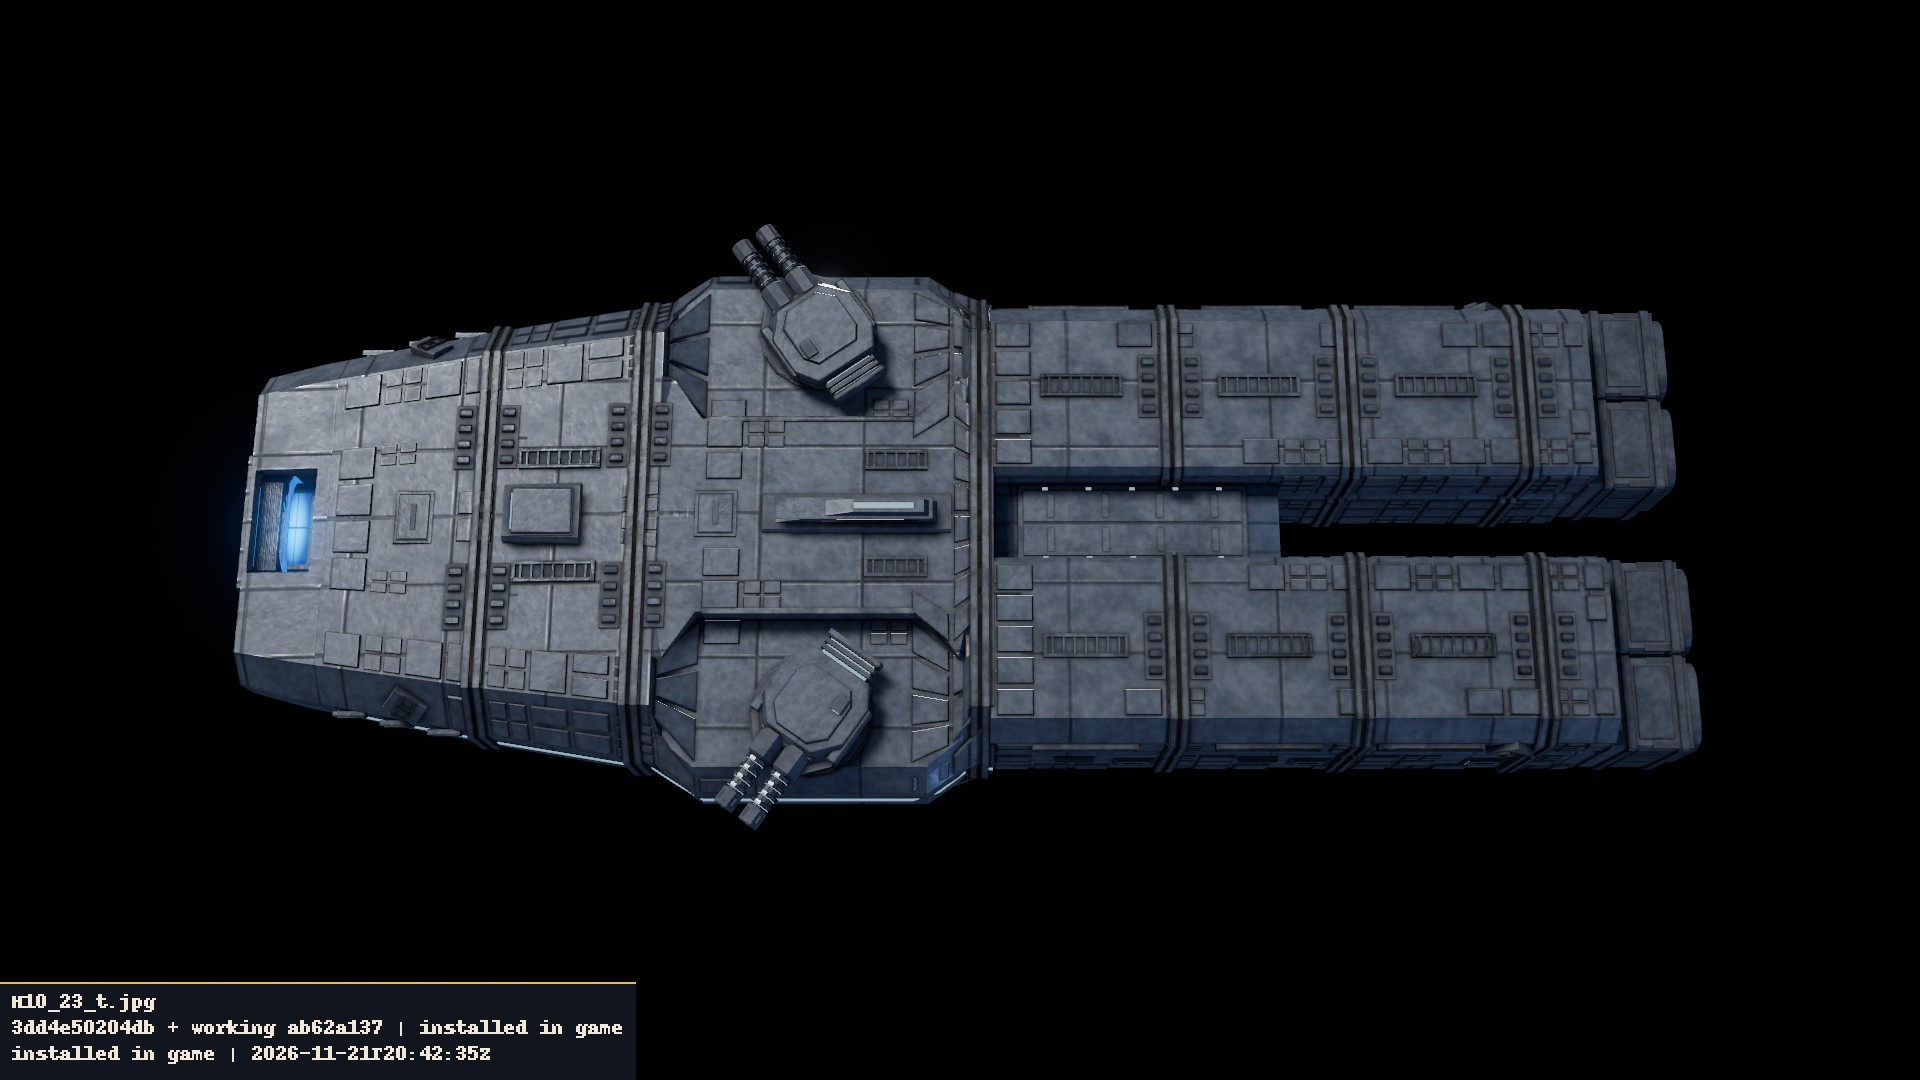 H10_23_t.jpg
3dd4e50204db + working ab62a137 | installed in game
installed in game | 2026-11-21T20:42:35Z